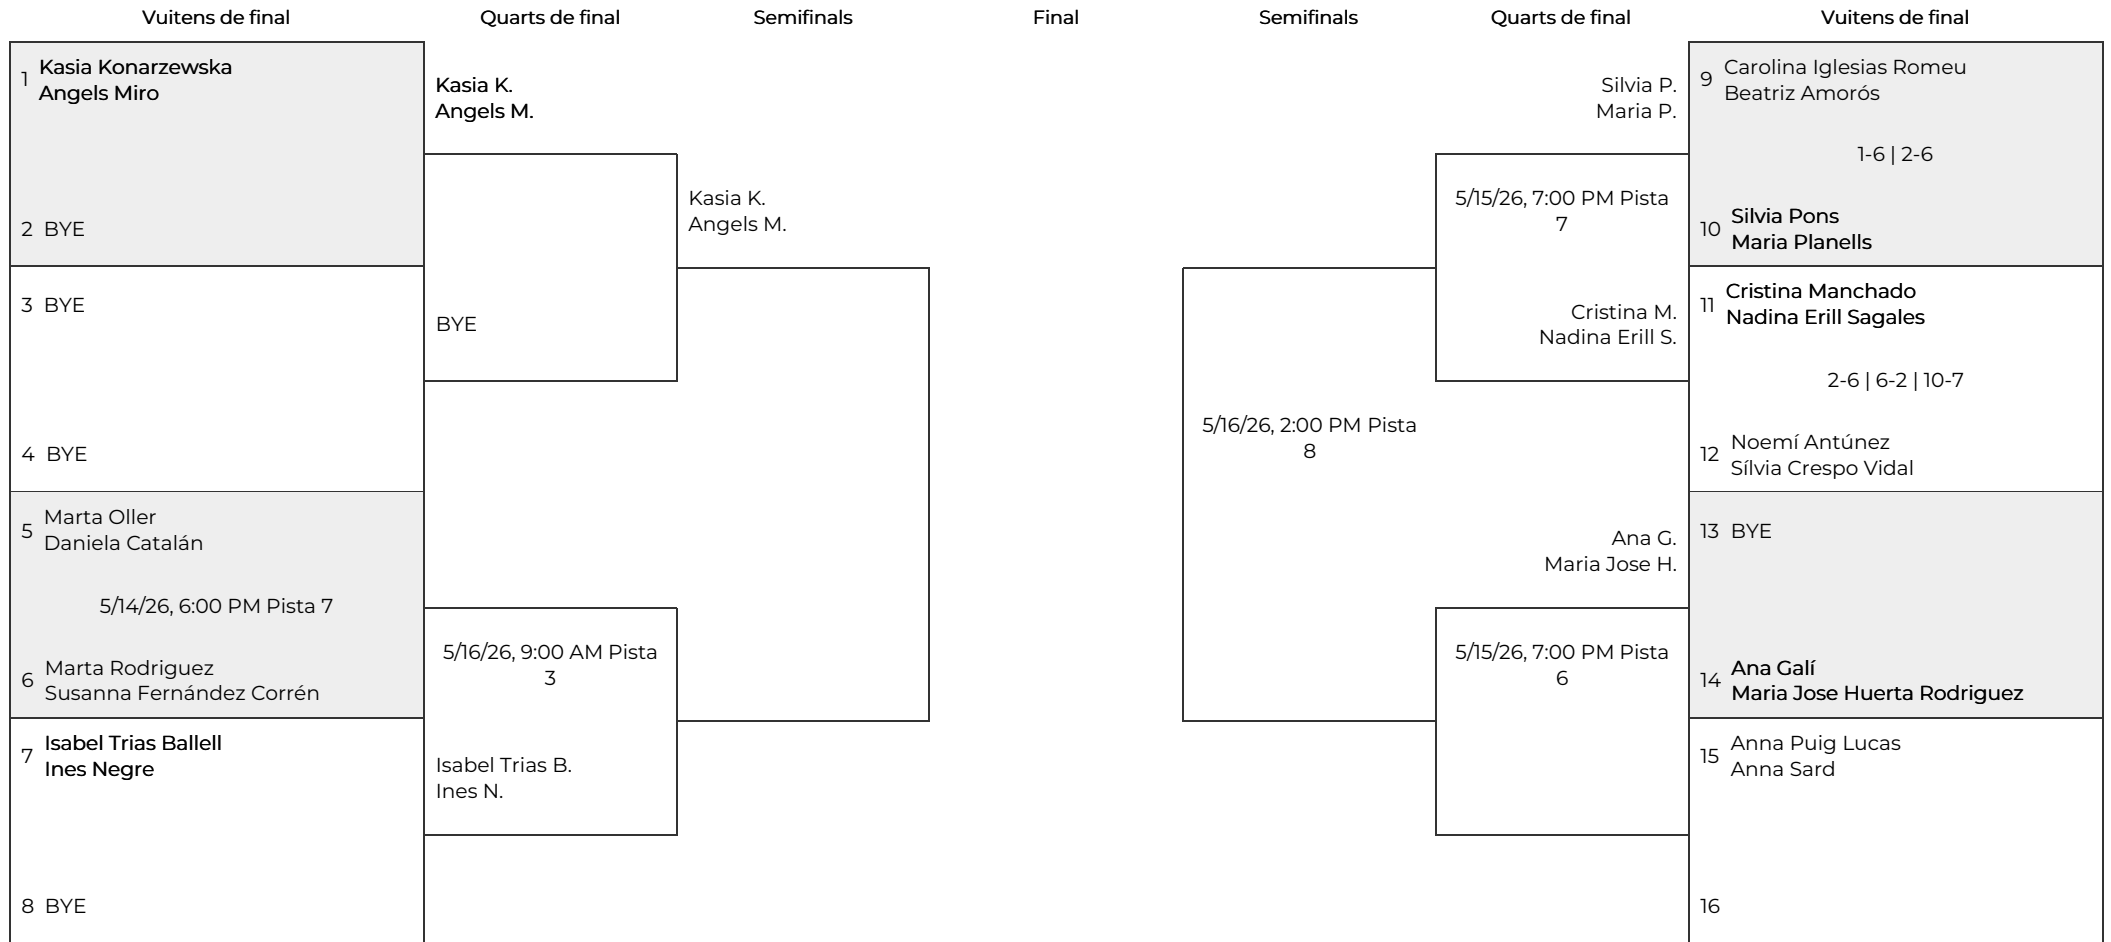 Vuitens de final
Quarts de final
Semifinals
Final
Semifinals
Quarts de final
Vuitens de final
1 Kasia Konarzewska
Angels Miro
2 BYE
3 BYE
4 BYE
5 Marta Oller
Daniela Catalán
5/14/26, 6:00 PM Pista 7
6 Marta Rodriguez
Susanna Fernández Corrén
7 Isabel Trias Ballell
Ines Negre
8 BYE
Kasia K.
Angels M.
BYE
5/16/26, 9:00 AM Pista
3
Isabel Trias B.
Ines N.
Kasia K.
Angels M.
5/16/26, 2:00 PM Pista
8
Silvia P.
Maria P.
5/15/26, 7:00 PM Pista
7
Cristina M.
Nadina Erill S.
Ana G.
Maria Jose H.
5/15/26, 7:00 PM Pista
6
9 Carolina Iglesias Romeu
Beatriz Amorós
1-6 | 2-6
10 Silvia Pons
Maria Planells
11 Cristina Manchado
Nadina Erill Sagales
2-6 | 6-2 | 10-7
12 Noemí Antúnez
Sílvia Crespo Vidal
13 BYE
14 Ana Galí
Maria Jose Huerta Rodriguez
15 Anna Puig Lucas
Anna Sard
16